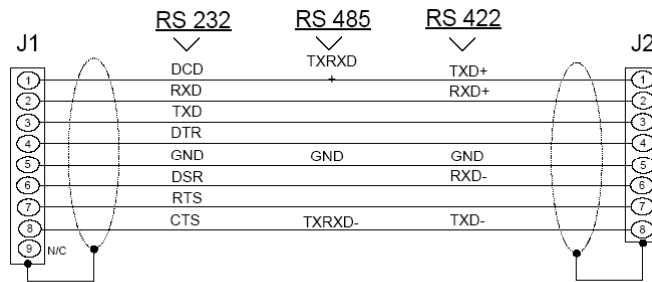 RS 232 RS 485 RS 422
J1 J2
DCD TXRXD TXD+
+
1 1
RXD RXD+
2 2
TXD
3 3
DTR
4 4
GND GND GND
5 5
DSR RXD-
6 6
RTS
7 7
CTS TXRXD- TXD-
8 8
9 N/C